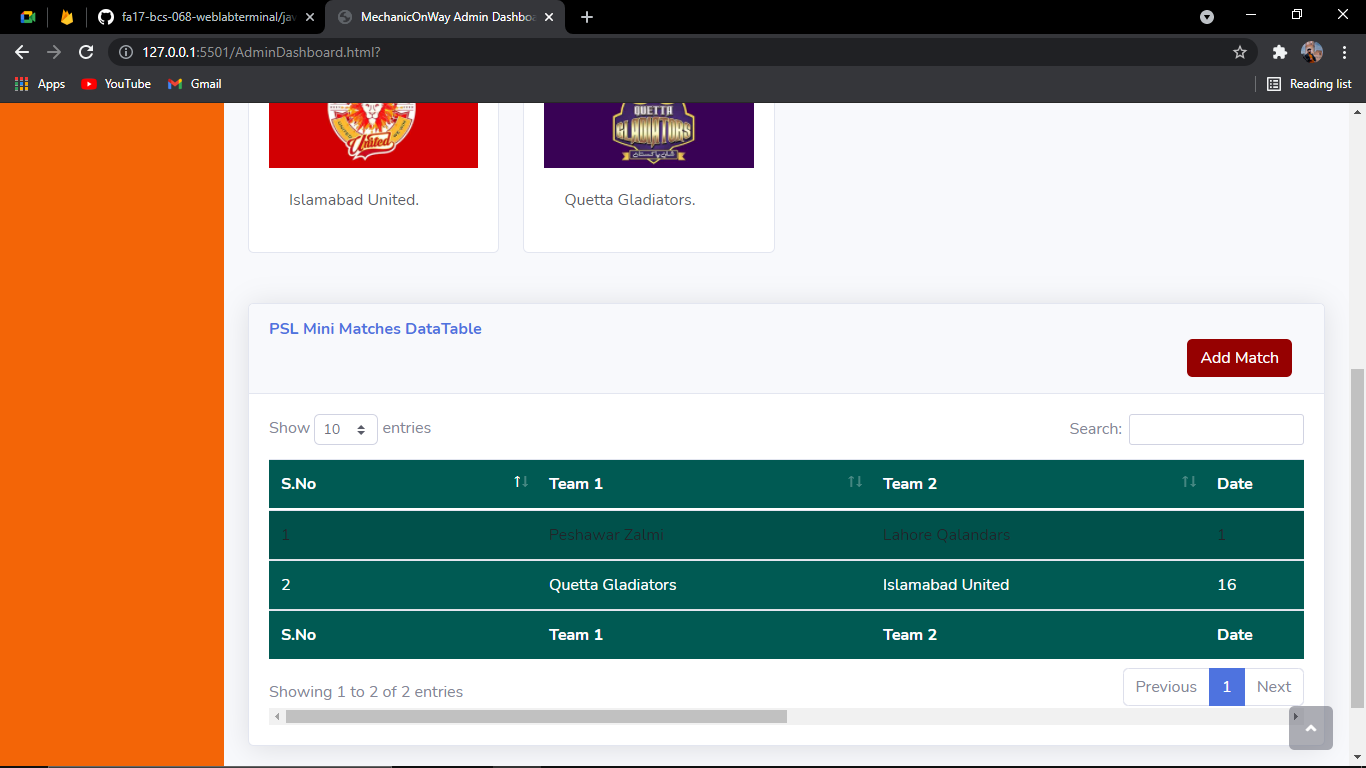 fa17-bcs-068-weblabterminal/jav
MechanicOnWay Admin Dashboa
127.0.0.1:5501/AdminDashboard.html?
Apps YouTube Gmail Reading list
United
QUETTA
GLADIATORS
Islamabad United.
Quetta Gladiators.
PSL Mini Matches DataTable
Add Match
Show 10 entries
Search:
S.No Team 1 Team 2 Date
1 Peshawar Zalmi Lahore Qalandars 1
2 Quetta Gladiators Islamabad United 16
S.No Team 1 Team 2 Date
Showing 1 to 2 of 2 entries
Previous 1 Next